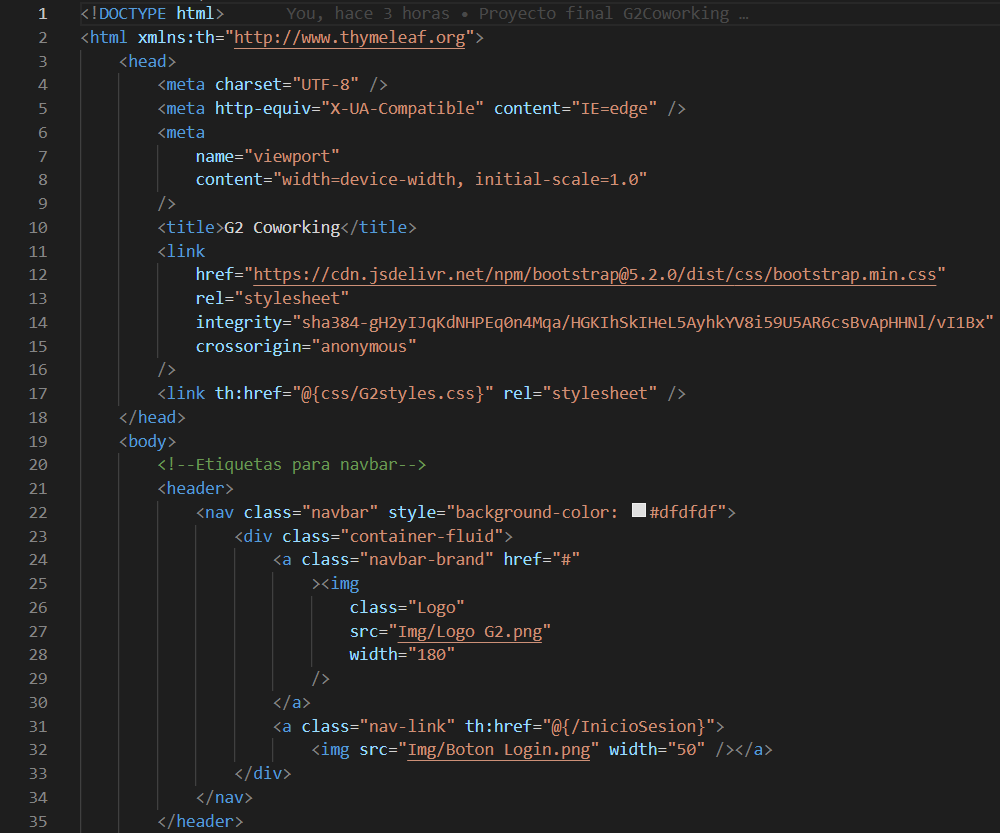 1 <!DOCTYPE html> You, hace 3 horas • Proyecto final G2Coworking …
2 <html xmlns:th="http://www.thymeleaf.org">
3 <head>
4 <meta charset="UTF-8" />
5 <meta http-equiv="X-UA-Compatible" content="IE=edge" />
6 <meta
7 name="viewport"
8 content="width=device-width, initial-scale=1.0"
9 />
10 <title>G2 Coworking</title>
11 <link
12 href="https://cdn.jsdelivr.net/npm/bootstrap@5.2.0/dist/css/bootstrap.min.css"
13 rel="stylesheet"
14 integrity="sha384-gH2yIJqKdNHPEq0n4Mqa/HGKIhSkIHeL5AyhkYV8i59U5AR6csBvApHHNl/vI1Bx"
15 crossorigin="anonymous"
16 />
17 <link th:href="@{css/G2styles.css}" rel="stylesheet" />
18 </head>
19 <body>
20 <!--Etiquetas para navbar-->
21 <header>
22 <nav class="navbar" style="background-color: #dfdfdf">
23 <div class="container-fluid">
24 <a class="navbar-brand" href="#"
25 ><img
26 class="Logo"
27 src="Img/Logo G2.png"
28 width="180"
29 />
30 </a>
31 <a class="nav-link" th:href="@{/InicioSesion}">
32 <img src="Img/Boton Login.png" width="50" /></a>
33 </div>
34 </nav>
35 </header>